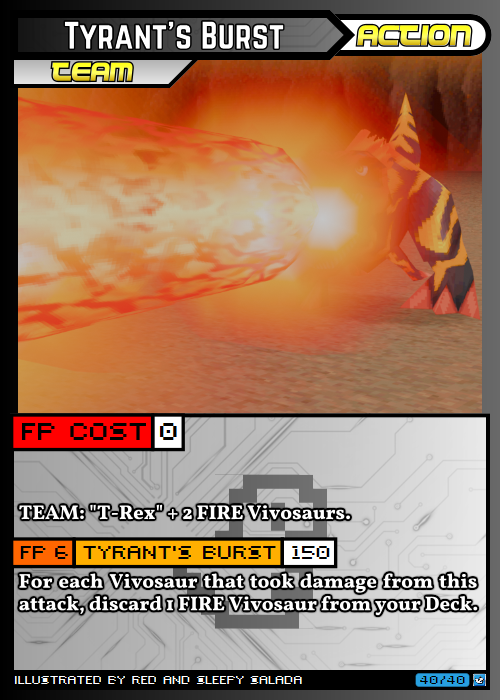 Tyrant's Burst
ACTION
TEAM
FP COST 0
TEAM: "T-Rex" + 2 FIRE Vivosaurs.
FP 6 TYRANT'S BURST 150
For each Vivosaur that took damage from this
attack, discard 1 FIRE Vivosaur from your Deck.
ILLUSTRATED BY RED AND SLEEPY SALADA
40/40